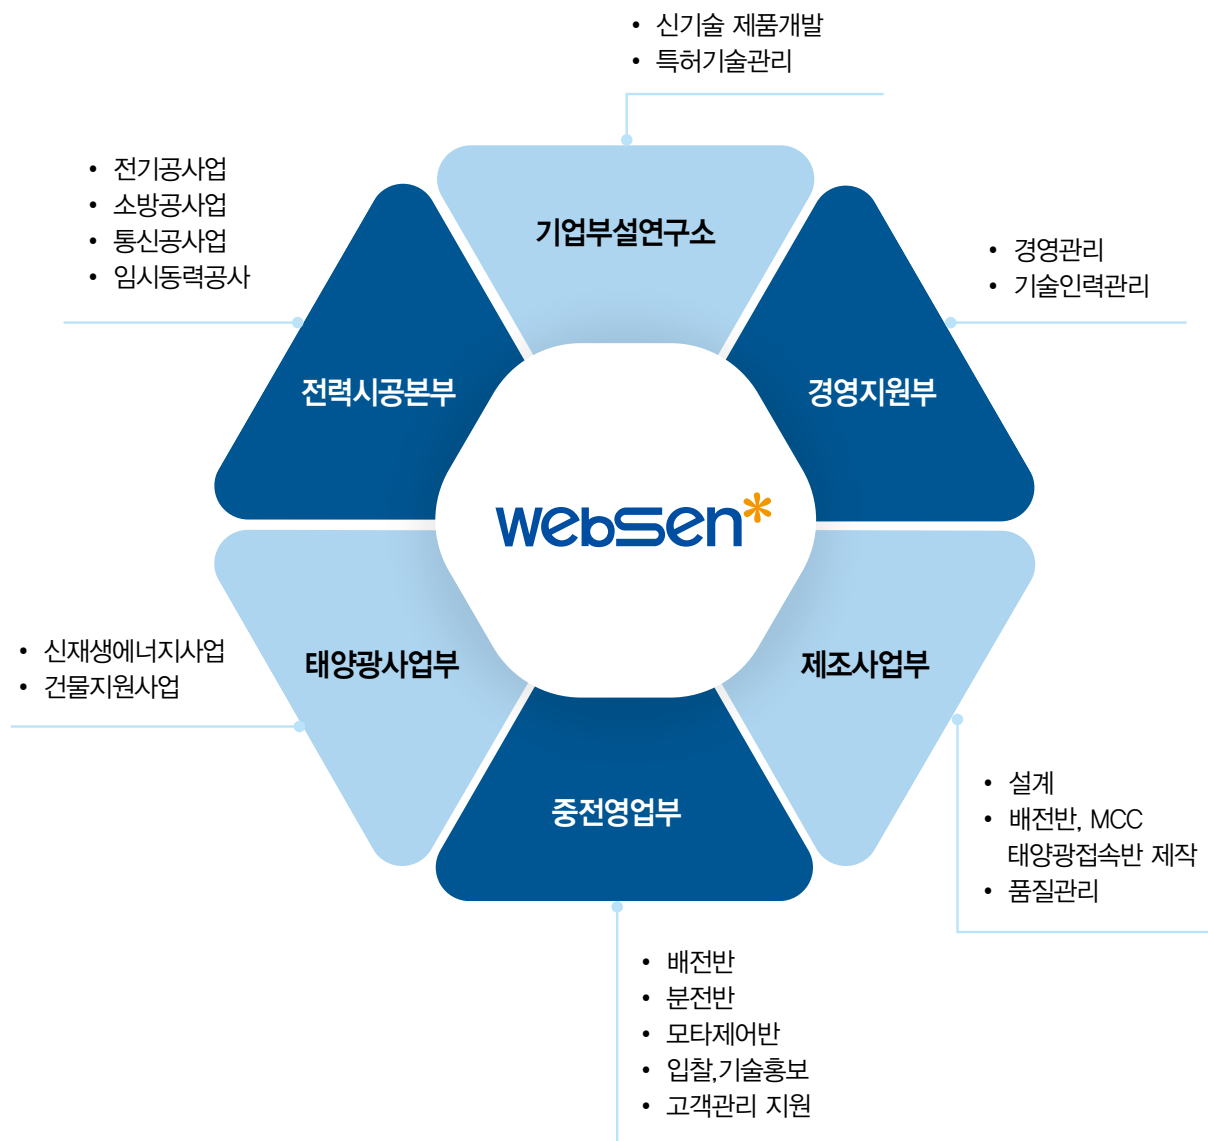 • 신기술 제품개발
• 특허기술관리
기업부설연구소
• 전기공사업
• 소방공사업
• 통신공사업
• 임시동력공사
전력시공본부
• 경영관리
• 기술인력관리
경영지원부
websen*
• 신재생에너지사업
• 건물지원사업
태양광사업부
제조사업부
• 설계
• 배전반, MCC
태양광접속반 제작
• 품질관리
중전영업부
• 배전반
• 분전반
• 모타제어반
• 입찰,기술홍보
• 고객관리 지원